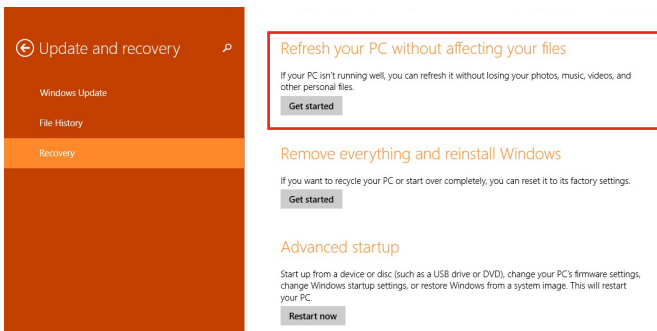 Update and recovery
Windows Update
File History
Recovery
Refresh your PC without affecting your files
If your PC isn't running well, you can refresh it without losing your photos, music, videos, and
other personal files.
Get started
Remove everything and reinstall Windows
If you want to recycle your PC or start over completely, you can reset it to its factory settings.
Get started
Advanced startup
Start up from a device or disc (such as a USB drive or DVD), change your PC's firmware settings,
change Windows startup settings, or restore Windows from a system image. This will restart
your PC.
Restart now